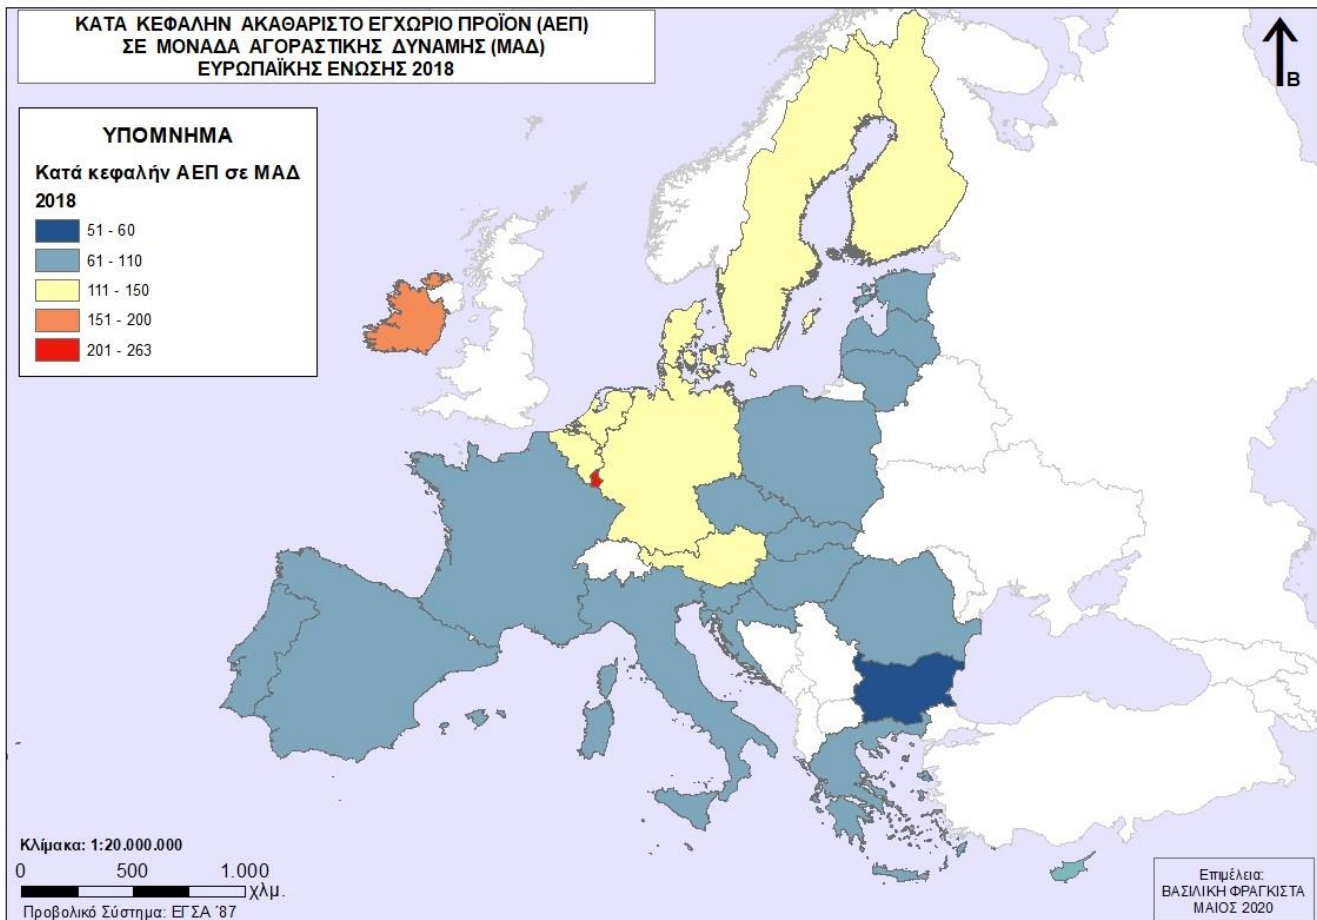 ΚΑΤΑ ΚΕΦΑΛΗΝ ΑΚΑΘΑΡΙΣΤΟ ΕΓΧΩΡΙΟ ΠΡΟΪΟΝ (ΑΕΠ)
ΣΕ ΜΟΝΑΔΑ ΑΓΟΡΑΣΤΙΚΗΣ ΔΥΝΑΜΗΣ (ΜΑΔ)
ΕΥΡΩΠΑΪΚΗΣ ΕΝΩΣΗΣ 2018
Β
ΥΠΟΜΝΗΜΑ
Κατά κεφαλήν ΑΕΠ σε ΜΑΔ
2018
51 - 60
61 - 110
111 - 150
151 - 200
201 - 263
Κλίμακα: 1:20.000.000
0 500 1.000
χλμ.
Προβολικό Σύστημα: ΕΓΣΑ '87
Επιμέλεια:
ΒΑΣΙΛΙΚΗ ΦΡΑΓΚΙΣΤΑ
ΜΑΙΟΣ 2020